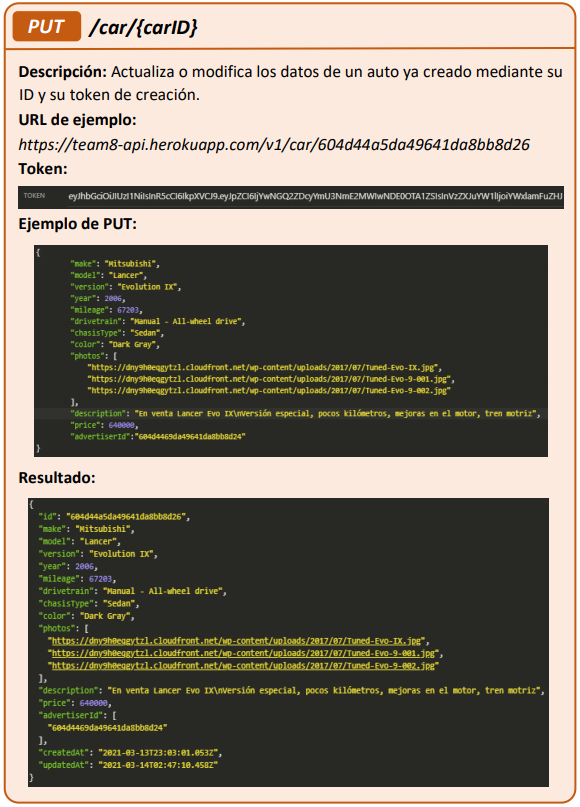 PUT /car/{carID}
Descripción: Actualiza o modifica los datos de un auto ya creado mediante su
ID y su token de creación.
URL de ejemplo:
https://team8-api.herokuapp.com/v1/car/604d44a5da49641da8bb8d26
Token:
TOKEN eyJhbGciOiJIUzI1NiIsInR5cCI6IkpXVCJ9.eyJpZCI6IjYwNGQ2ZDcyYmU3NmE2MWIwNDE0OTA1ZSIsInVzZXJuYW1lIjoiYWxlamFuZHJ
Ejemplo de PUT:
{
"make": "Mitsubishi",
"model": "Lancer",
"version": "Evolution IX",
"year": 2006,
"mileage": 67203,
"drivetrain": "Manual - All-wheel drive",
"chasisType": "Sedan",
"color": "Dark Gray",
"photos": [
"https://dny9h0eqgytzl.cloudfront.net/wp-content/uploads/2017/07/Tuned-Evo-IX.jpg",
"https://dny9h0eqgytzl.cloudfront.net/wp-content/uploads/2017/07/Tuned-Evo-9-001.jpg",
"https://dny9h0eqgytzl.cloudfront.net/wp-content/uploads/2017/07/Tuned-Evo-9-002.jpg"
],
"description": "En venta Lancer Evo IX\nVersión especial, pocos kilómetros, mejoras en el motor, tren motriz",
"price": 640000,
"advertiserId":"604d4469da49641da8bb8d24"
}
Resultado:
{
"id": "604d44a5da49641da8bb8d26",
"make": "Mitsubishi",
"model": "Lancer",
"version": "Evolution IX",
"year": 2006,
"mileage": 67203,
"drivetrain": "Manual - All-wheel drive",
"chasisType": "Sedan",
"color": "Dark Gray",
"photos": [
"https://dny9h0eqgytzl.cloudfront.net/wp-content/uploads/2017/07/Tuned-Evo-IX.jpg",
"https://dny9h0eqgytzl.cloudfront.net/wp-content/uploads/2017/07/Tuned-Evo-9-001.jpg",
"https://dny9h0eqgytzl.cloudfront.net/wp-content/uploads/2017/07/Tuned-Evo-9-002.jpg"
],
"description": "En venta Lancer Evo IX\nVersión especial, pocos kilómetros, mejoras en el motor, tren motriz",
"price": 640000,
"advertiserId": [
"604d4469da49641da8bb8d24"
],
"createdAt": "2021-03-13T23:03:01.053Z",
"updatedAt": "2021-03-14T02:47:10.458Z"
}